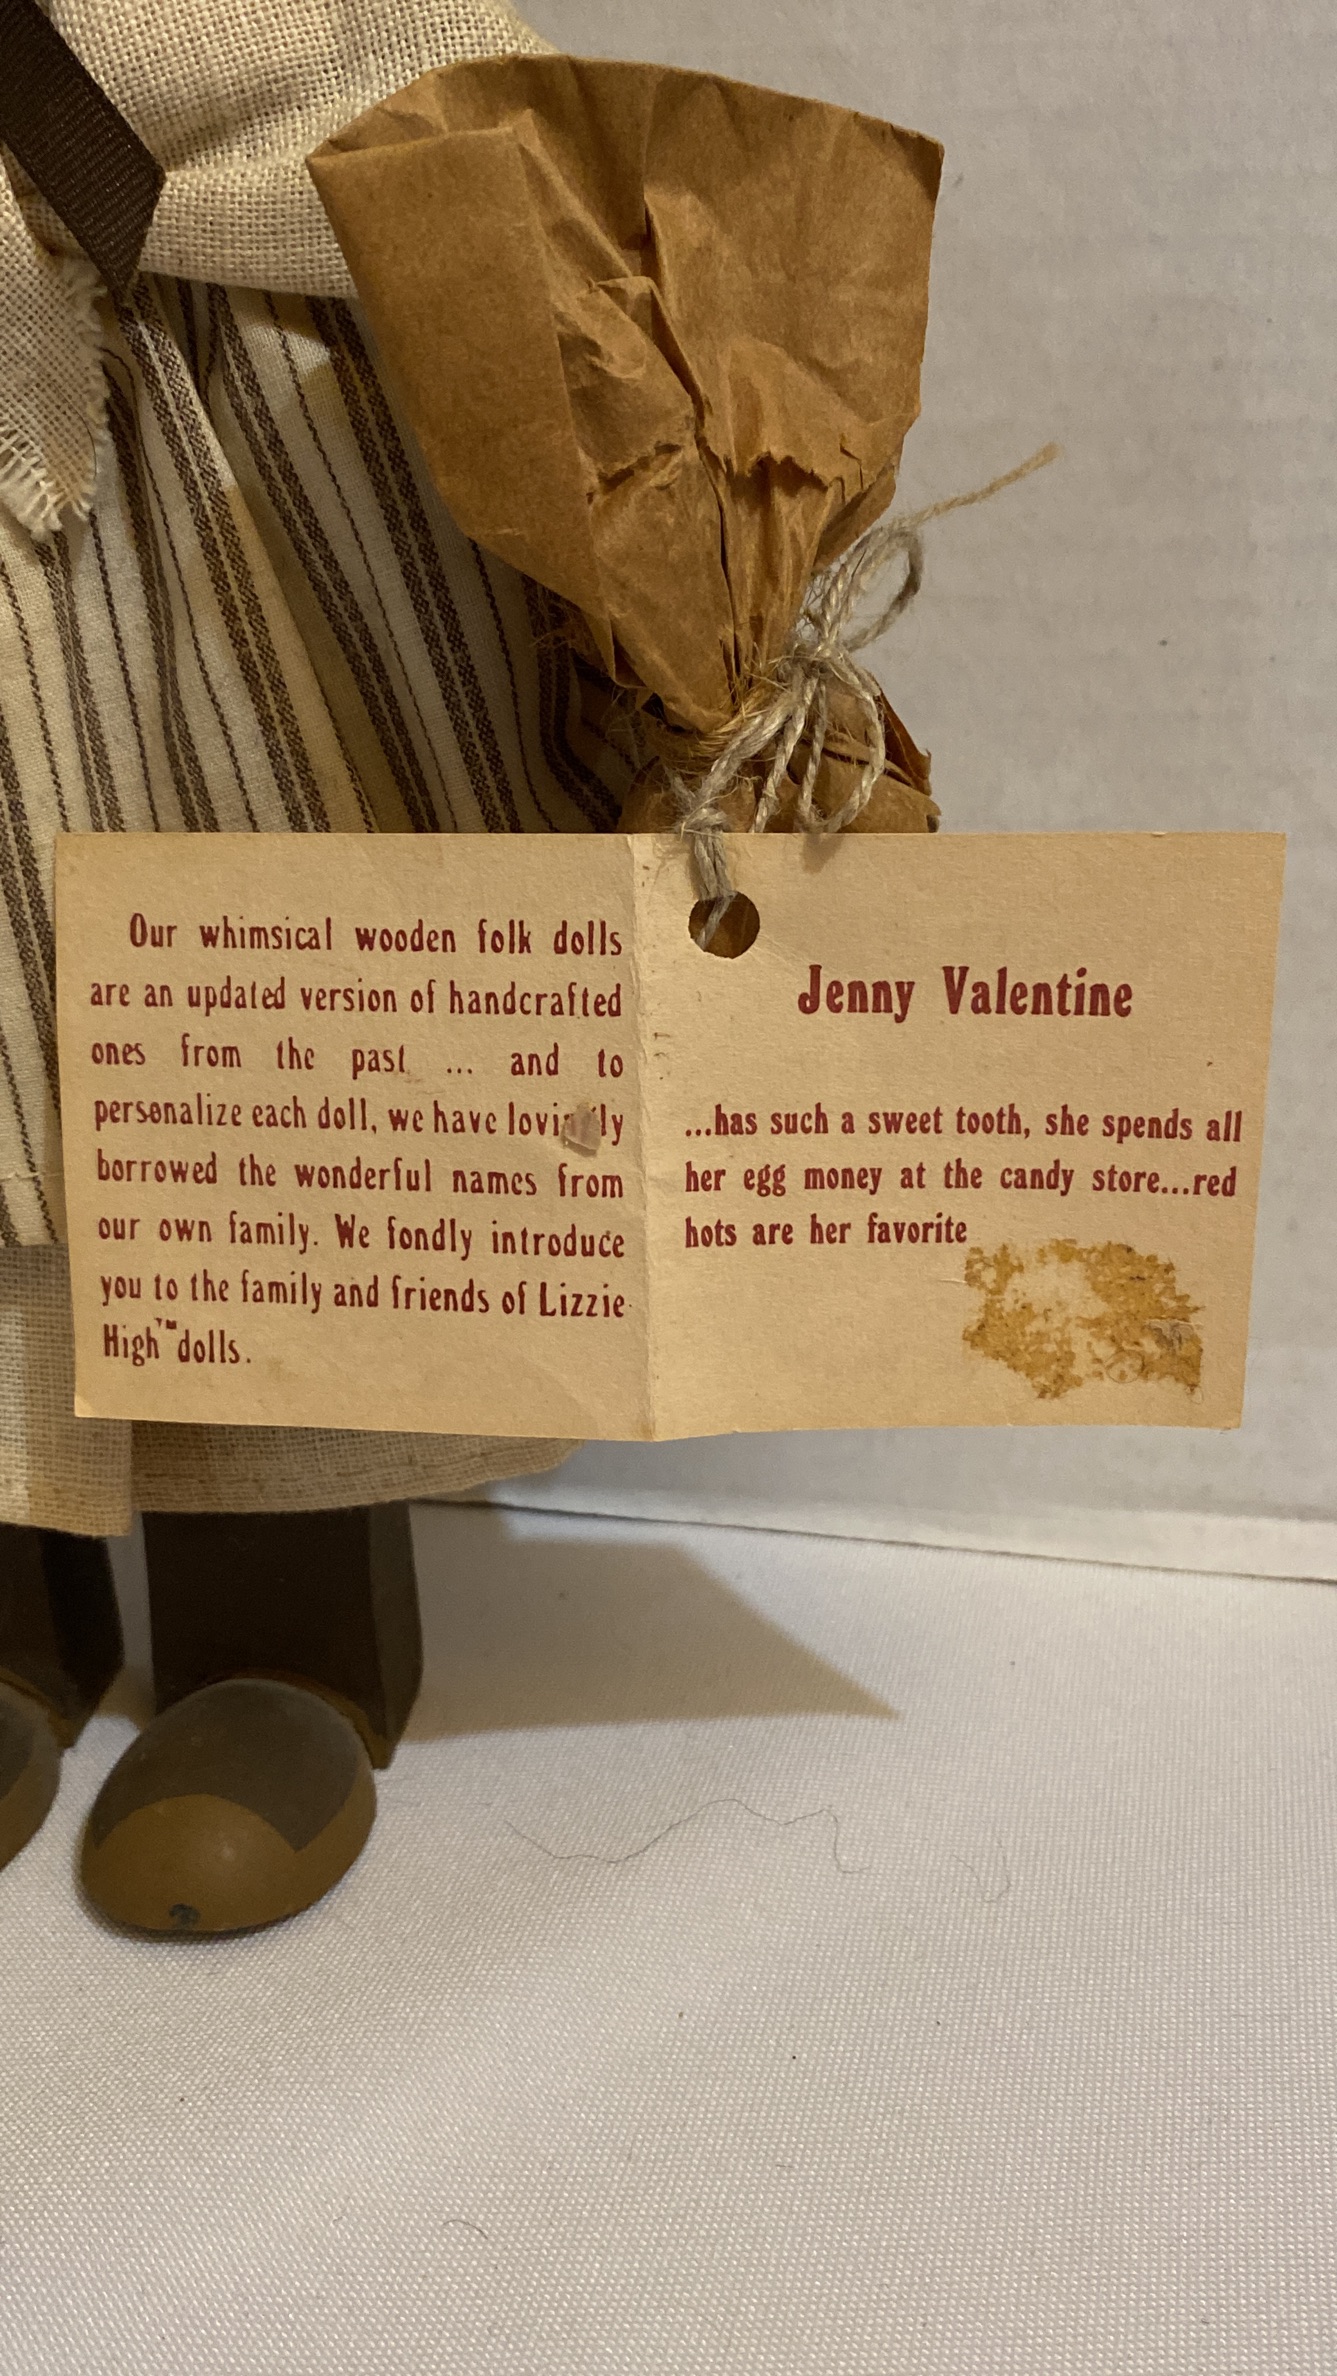 Our whimsical wooden folk dolls
are an updated version of handcrafted
ones from the past ... and to
personalize each doll, we have
borrowed the wonderful names from
our own family. We fondly introduce
you to the family and friends of Lizzie
High™ dolls.
Jenny Valentine
...has such a sweet tooth, she spends all
her egg money at the candy store...red
hots are her favorite